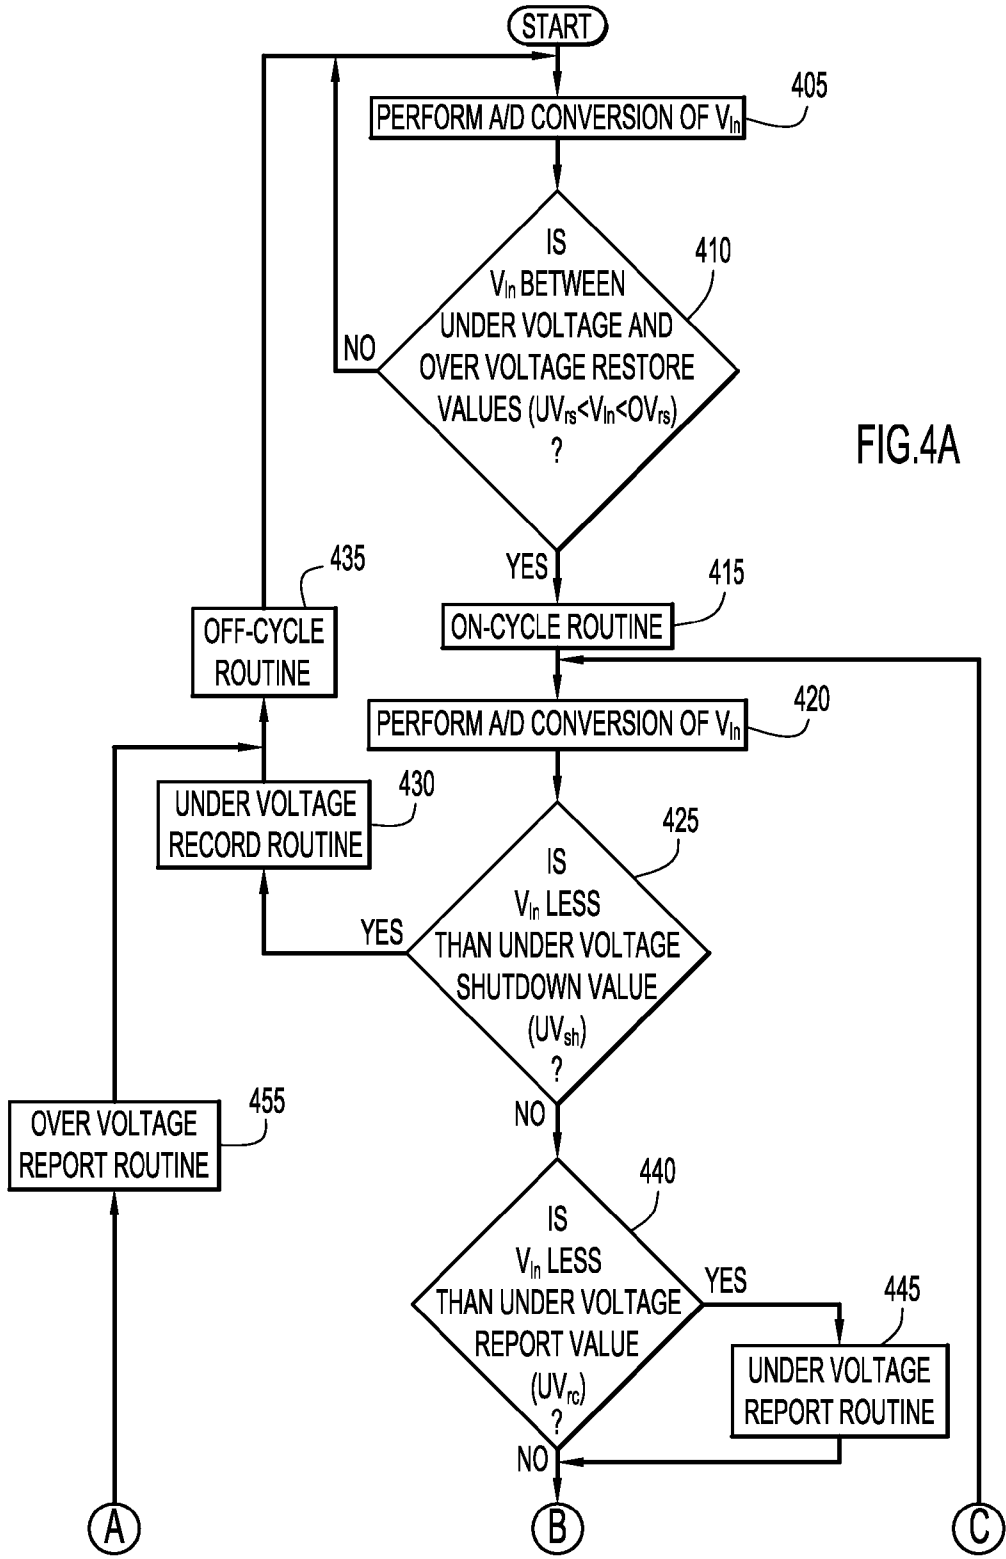 START
405
PERFORM A/D CONVERSION OF VIn
IS
VIn BETWEEN
UNDER VOLTAGE AND
OVER VOLTAGE RESTORE
VALUES (UVrs<VIn<OVrs)
?
410
NO
FIG.4A
YES
435
OFF-CYCLE
ROUTINE
415
ON-CYCLE ROUTINE
420
PERFORM A/D CONVERSION OF VIn
430
UNDER VOLTAGE
RECORD ROUTINE
425
IS
VIn LESS
THAN UNDER VOLTAGE
SHUTDOWN VALUE
(UVsh)
?
YES
NO
455
OVER VOLTAGE
REPORT ROUTINE
440
IS
VIn LESS
THAN UNDER VOLTAGE
REPORT VALUE
(UVrc)
?
YES
445
UNDER VOLTAGE
REPORT ROUTINE
NO
A
B
C